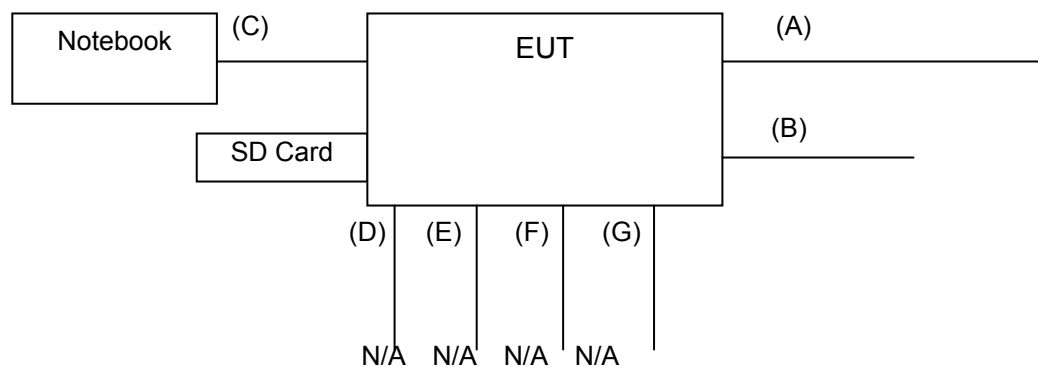 Notebook
(C)
EUT
(A)
SD Card
(B)
(D) (E) (F) (G)
N/A N/A N/A N/A